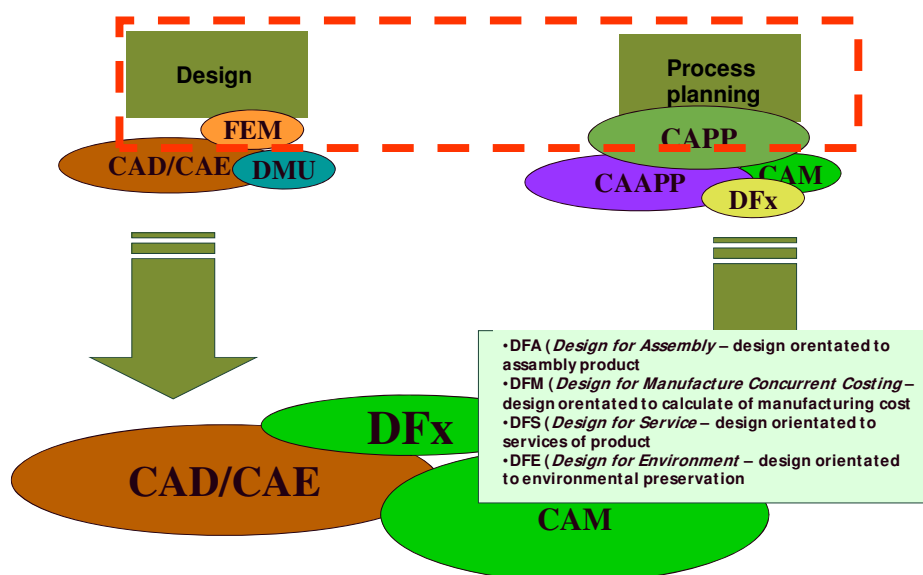 Design
Process
planning
FEM
CAPP
CAD/CAE
DMU
CAAPP
CAM
DFx
•DFA (Design for Assembly – design orentated to
assambly product
•DFM (Design for Manufacture Concurrent Costing –
design orentated to calculate of manufacturing cost
•DFS (Design for Service – design orientated to
services of product
•DFE (Design for Environment – design orientated
to environmental preservation
DFx
CAD/CAE
CAM